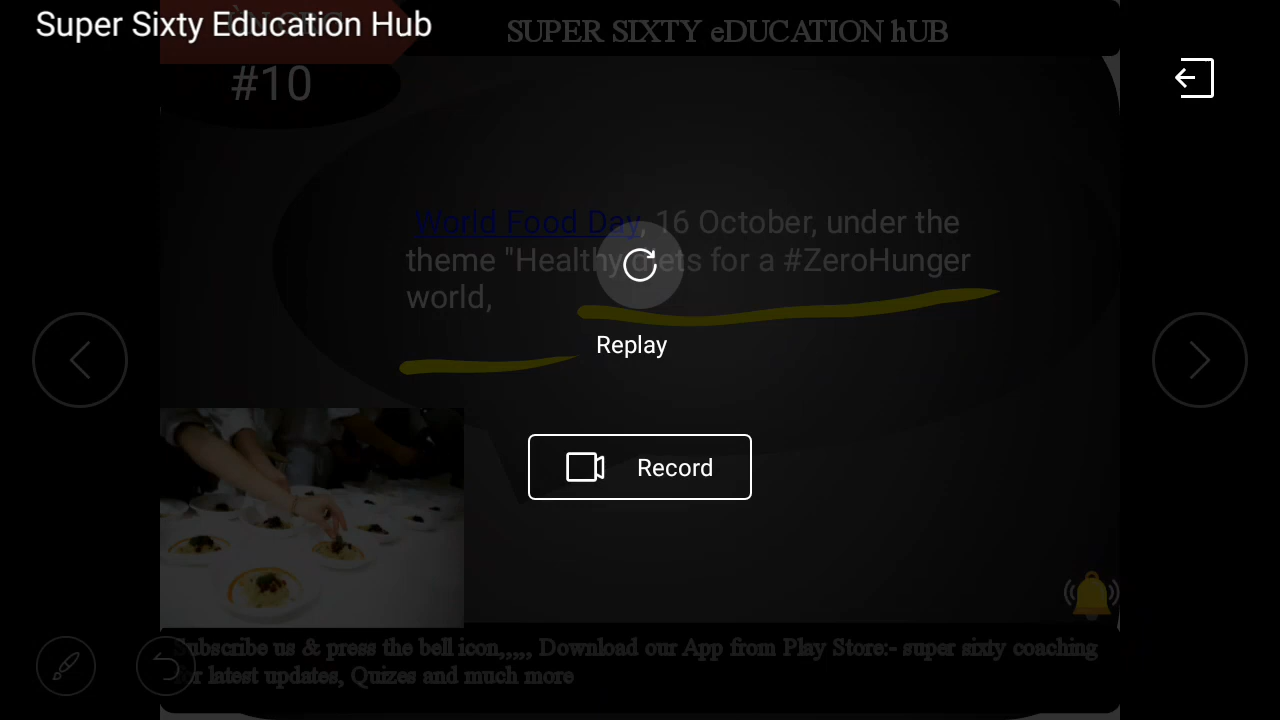 Super Sixty Education Hub
SUPER SIXTY eDUCATION hUB
#10
World Food Day, 16 October, under the
theme "Healthy diets for a #ZeroHunger
world,
Replay
Record
Subscribe us & press the bell icon,,,,, Download our App from Play Store:- super sixty coaching
for latest updates, Quizes and much more